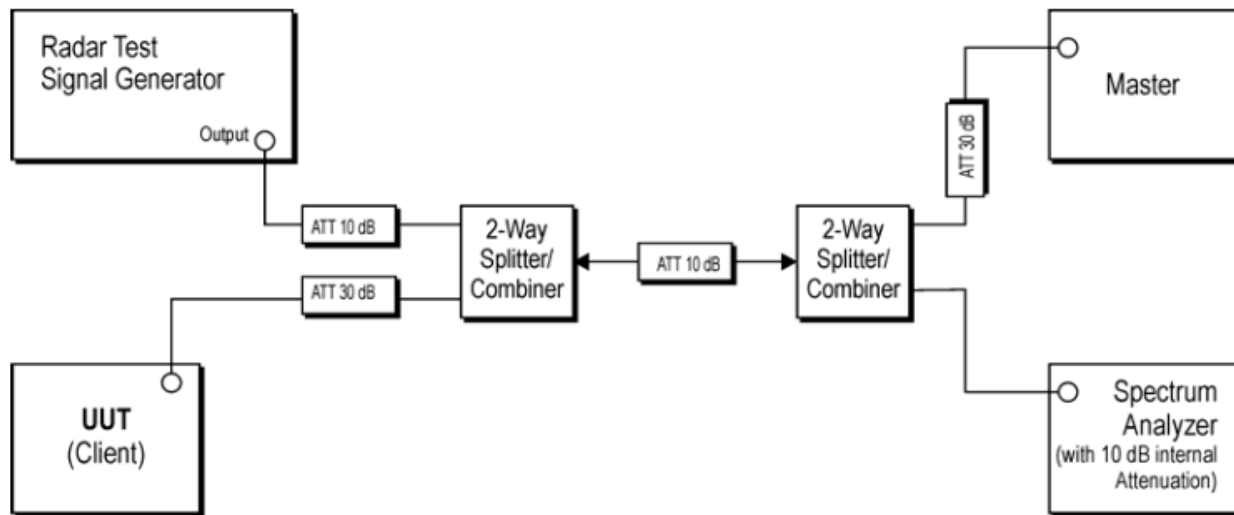 Radar Test
Signal Generator
Output
ATT 10 dB
2-Way
Splitter/
Combiner
ATT 30 dB
UUT
(Client)
ATT 10 dB
2-Way
Splitter/
Combiner
ATT 30 dB
Master
Spectrum
Analyzer
(with 10 dB internal
Attenuation)